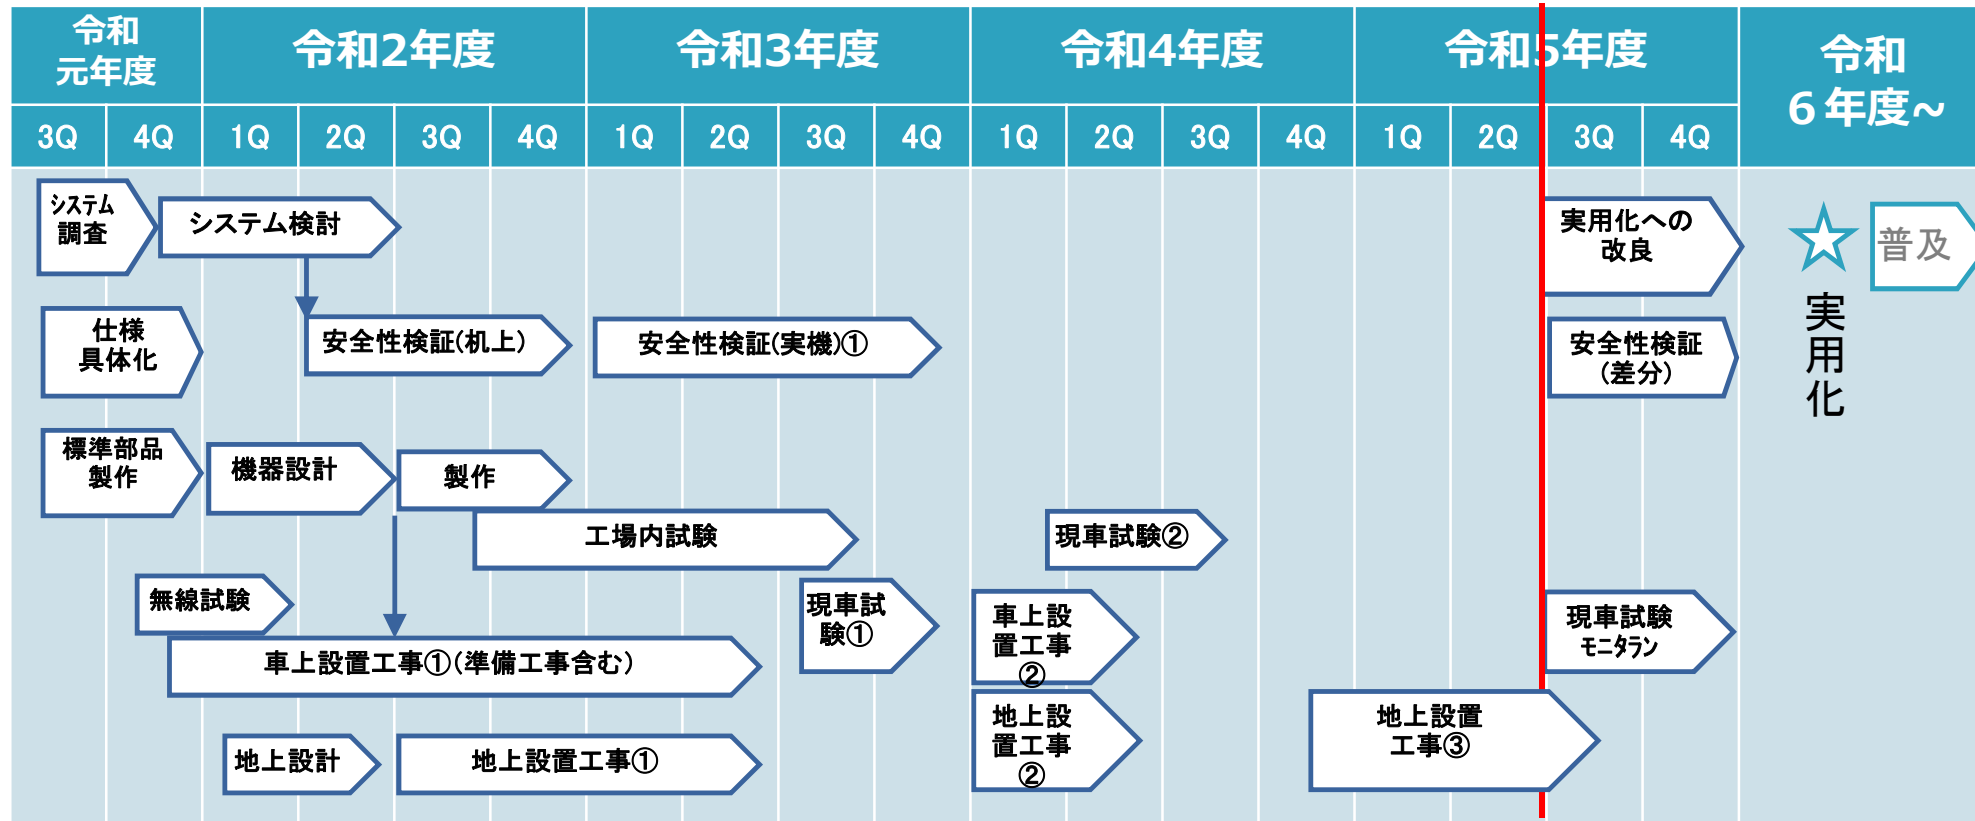 令和
元年度
令和2年度
令和3年度
令和4年度
令和5年度
令和
６年度~
3Q
4Q
1Q
2Q
3Q
4Q
1Q
2Q
3Q
4Q
1Q
2Q
3Q
4Q
1Q
2Q
3Q
4Q
ｼｽﾃﾑ
調査
システム検討
実用化への
改良
普及
実用化
仕様
具体化
安全性検証(机上)
安全性検証(実機)①
安全性検証
(差分)
標準部品
製作
機器設計
製作
工場内試験
現車試験②
無線試験
現車試
験①
車上設
置工事
②
現車試験
ﾓﾆﾀﾗﾝ
車上設置工事①(準備工事含む)
地上設
置工事
②
地上設置
工事③
地上設計
地上設置工事①